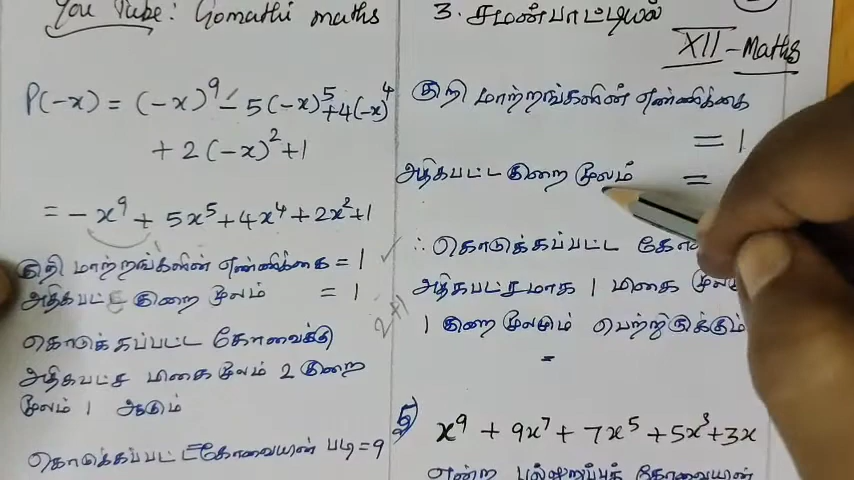 You Tube: Gomathi maths
P(-x) = (-x)⁹ - 5(-x)⁵ + 4(-x)⁴
+ 2(-x)² + 1
= - x⁹ + 5x⁵ + 4x⁴ + 2x² + 1
குறி மாற்றங்களின் எண்ணிக்கை = 1
அதிகபட்ச குறை மூலம் = 1
2+1
கொடுக்கப்பட்ட கோவைக்கு
அதிகபட்ச மிகை மூலம் 2 குறை
மூலம் 1 ஆகும்
கொடுக்கப்பட்ட கோவையின் படி = 9
3. சமன்பாட்டியல்
XII - Maths
குறி மாற்றங்களின் எண்ணிக்கை
= 1
அதிகபட்ட குறை மூலம் =
∴ கொடுக்கப்பட்ட
அதிகபட்சமாக 1 மிகை
1 குறை மூலமும் பெற்றிருக்கும்
5) x⁹ + 9x⁷ + 7x⁵ + 5x³ + 3x
என்ற பல்லுறுப்புக் கோவையின்